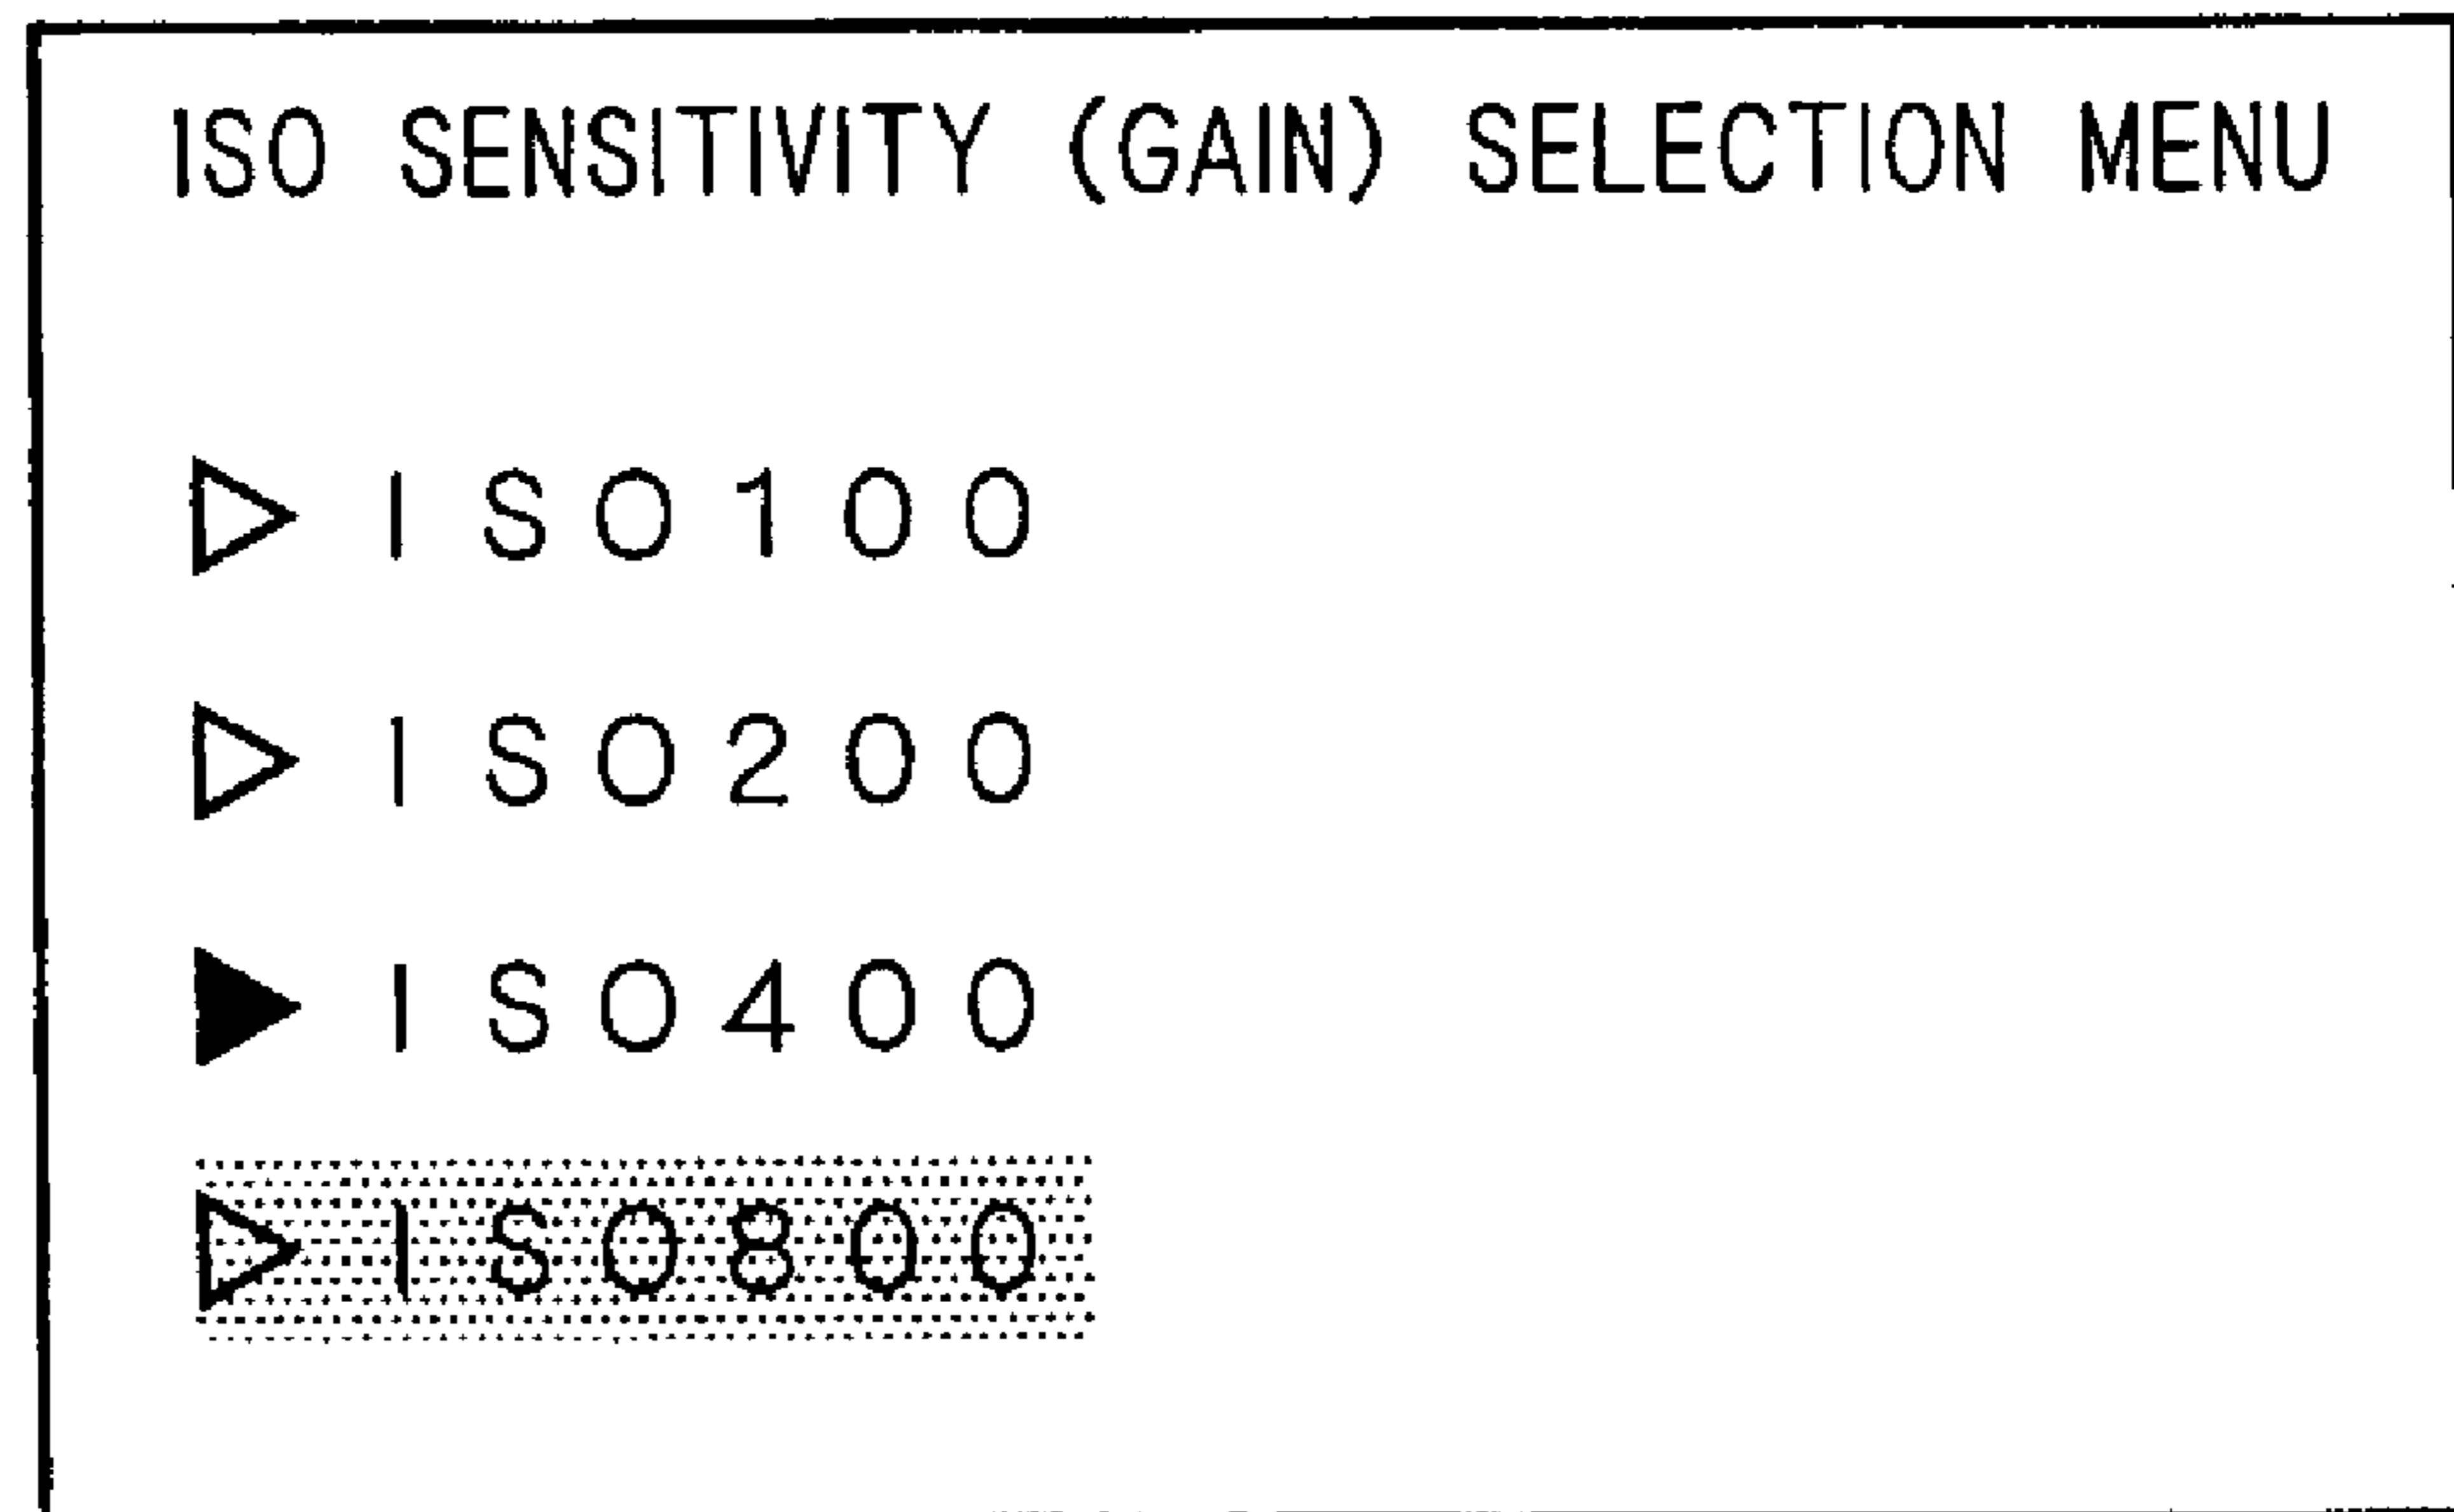 ISO SENSITIVITY (GAIN) SELECTION MENU
▷ ISO100
▷ ISO200
▶ ISO400
▷ ISO800